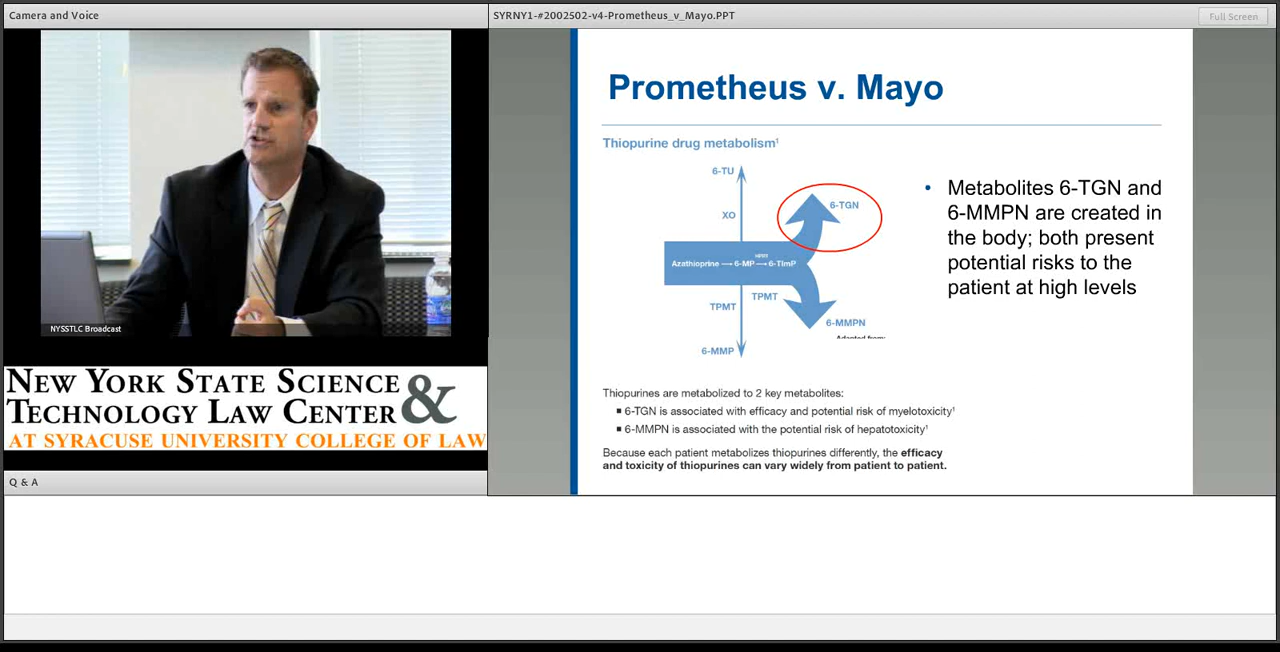 Camera and Voice
SYRNY1-#2002502-v4-Prometheus_v_Mayo.PPT
Full Screen
NYSSTLC Broadcast
NEW YORK STATE SCIENCE
&
TECHNOLOGY LAW CENTER
AT SYRACUSE UNIVERSITY COLLEGE OF LAW
Q & A
Prometheus v. Mayo
Thiopurine drug metabolism¹
6-TU
XO
6-TGN
Azathioprine → 6-MP → 6-TImP
TPMT
TPMT
6-MMPN
6-MMP
• Metabolites 6-TGN and
6-MMPN are created in
the body; both present
potential risks to the
patient at high levels
Thiopurines are metabolized to 2 key metabolites:
■ 6-TGN is associated with efficacy and potential risk of myelotoxicity¹
■ 6-MMPN is associated with the potential risk of hepatotoxicity¹
Because each patient metabolizes thiopurines differently, the efficacy
and toxicity of thiopurines can vary widely from patient to patient.